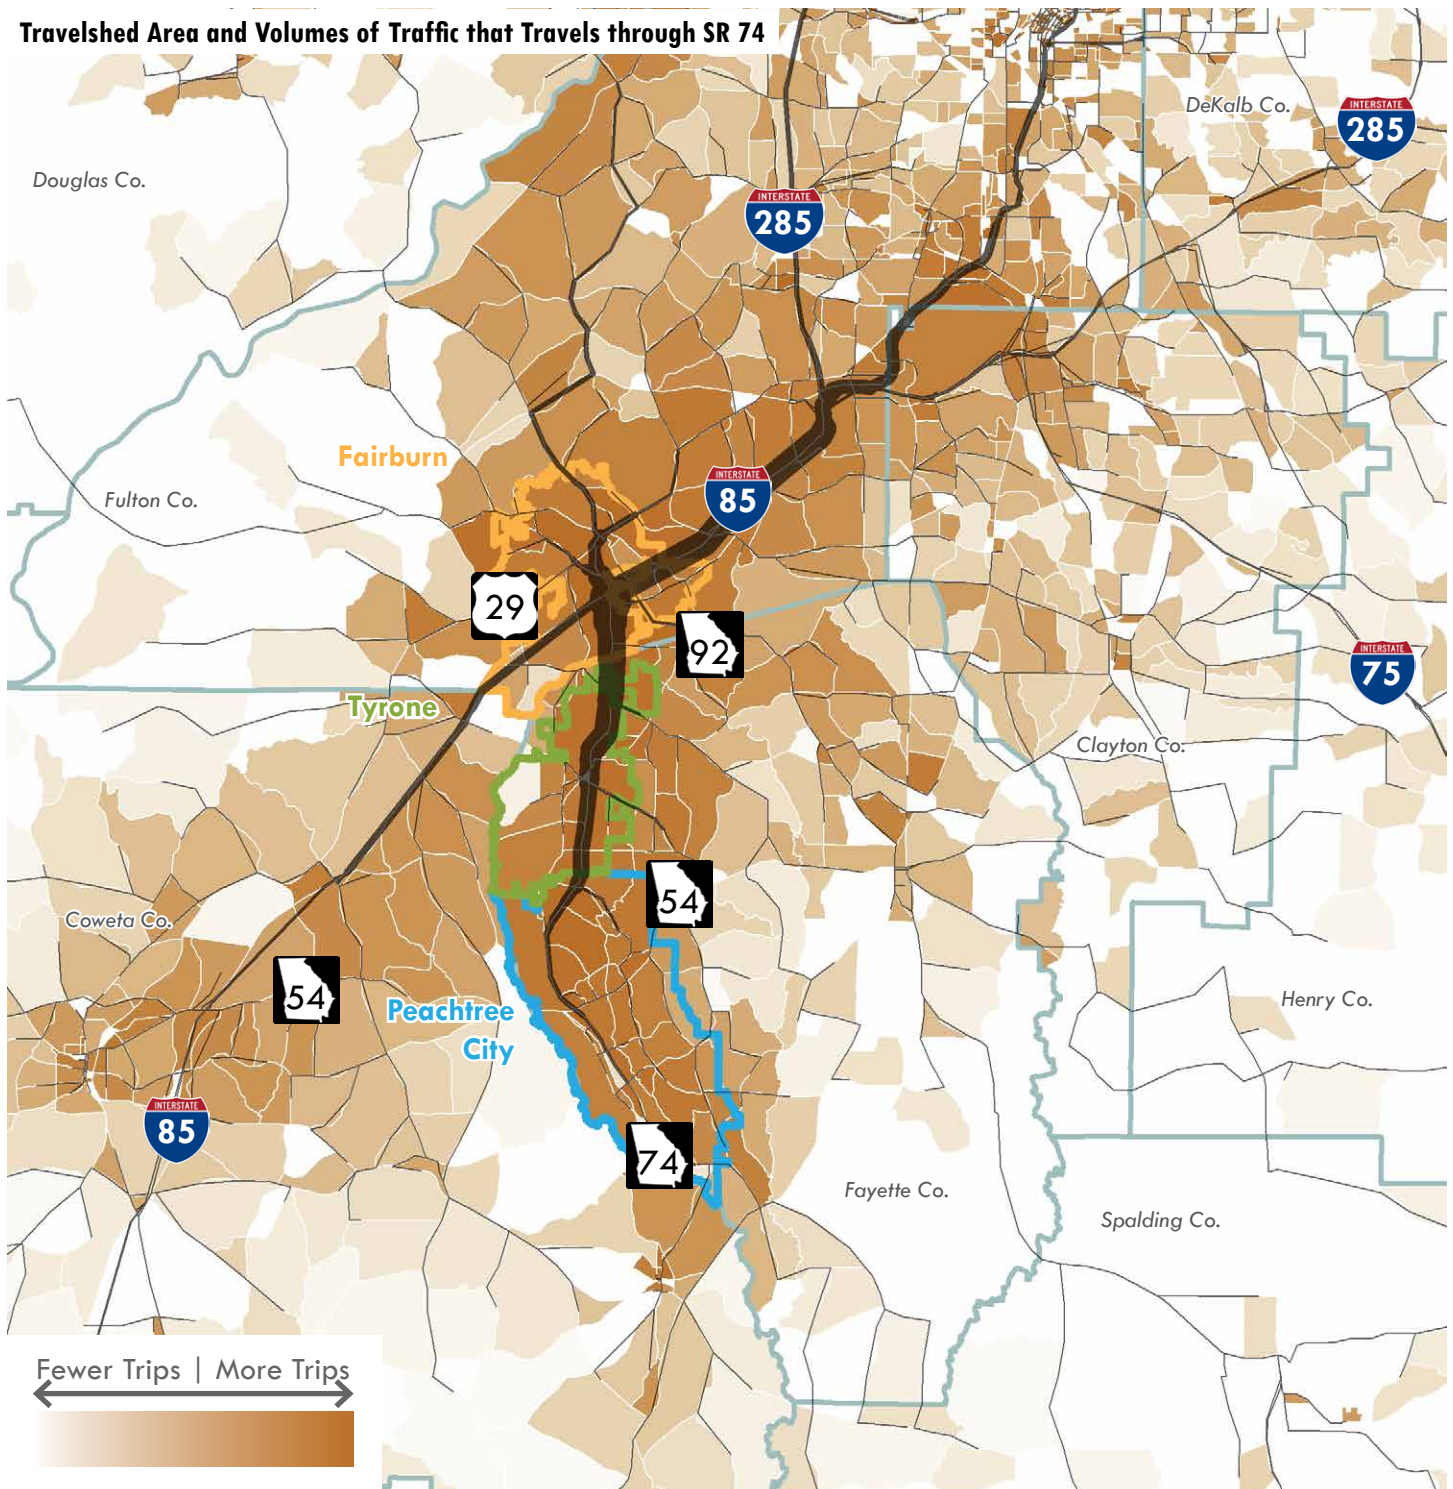 Travelshed Area and Volumes of Traffic that Travels through SR 74
DeKalb Co.
INTERSTATE
285
Douglas Co.
INTERSTATE
285
Fairburn
INTERSTATE
85
Fulton Co.
29
92
INTERSTATE
75
Tyrone
Clayton Co.
54
Coweta Co.
54
Peachtree
City
Henry Co.
INTERSTATE
85
74
Fayette Co.
Spalding Co.
Fewer Trips | More Trips